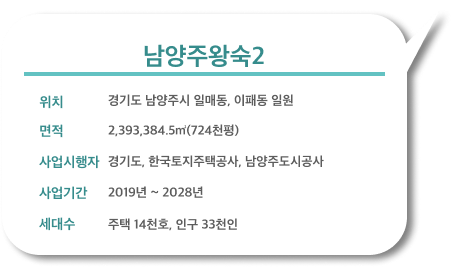 남양주왕숙2
위치 경기도 남양주시 일매동, 이패동 일원
면적 2,393,384.5㎡(724천평)
사업시행자 경기도, 한국토지주택공사, 남양주도시공사
사업기간 2019년 ~ 2028년
세대수 주택 14천호, 인구 33천인